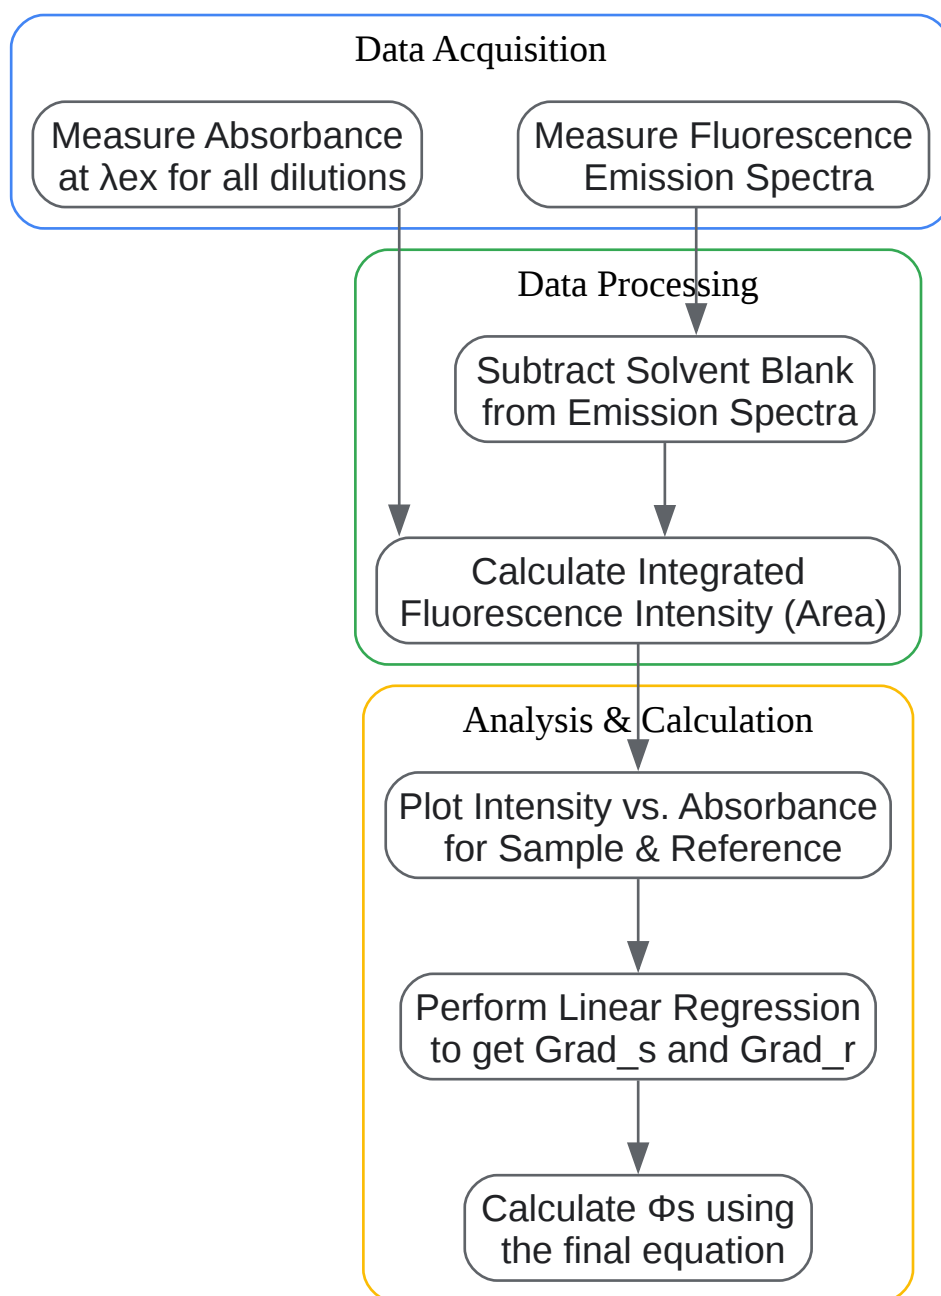 Data Acquisition
Measure Absorbance
at λex for all dilutions
Measure Fluorescence
Emission Spectra
Data Processing
Subtract Solvent Blank
from Emission Spectra
Calculate Integrated
Fluorescence Intensity (Area)
Analysis & Calculation
Plot Intensity vs. Absorbance
for Sample & Reference
Perform Linear Regression
to get Grad_s and Grad_r
Calculate Φs using
the final equation